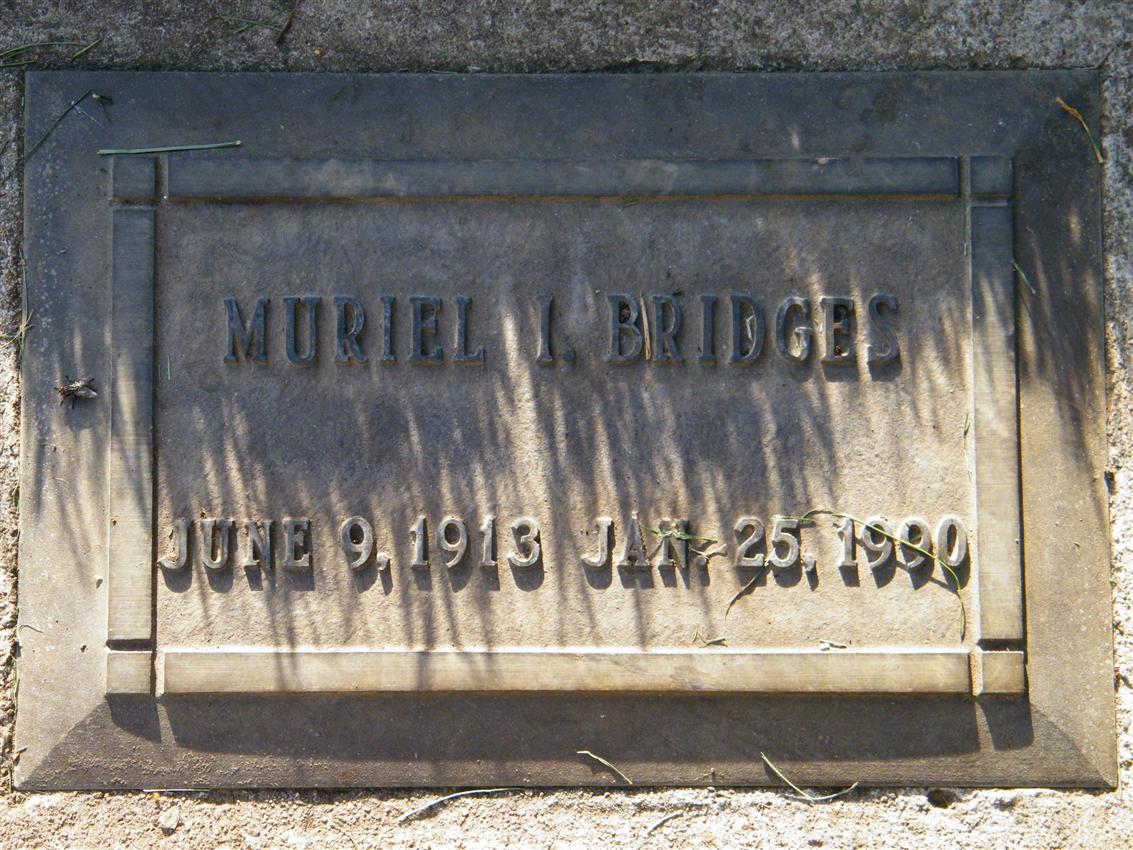 MURIEL I. BRIDGES
JUNE 9, 1913 JAN. 25, 1990